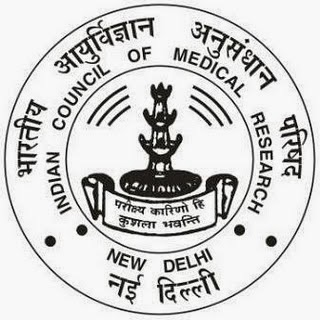 भारतीय आयुर्विज्ञान अनुसंधान परिषद
INDIAN COUNCIL OF MEDICAL RESEARCH
परीक्ष्य कारिणो हि
कुशला भवन्ति
NEW DELHI
नई दिल्ली